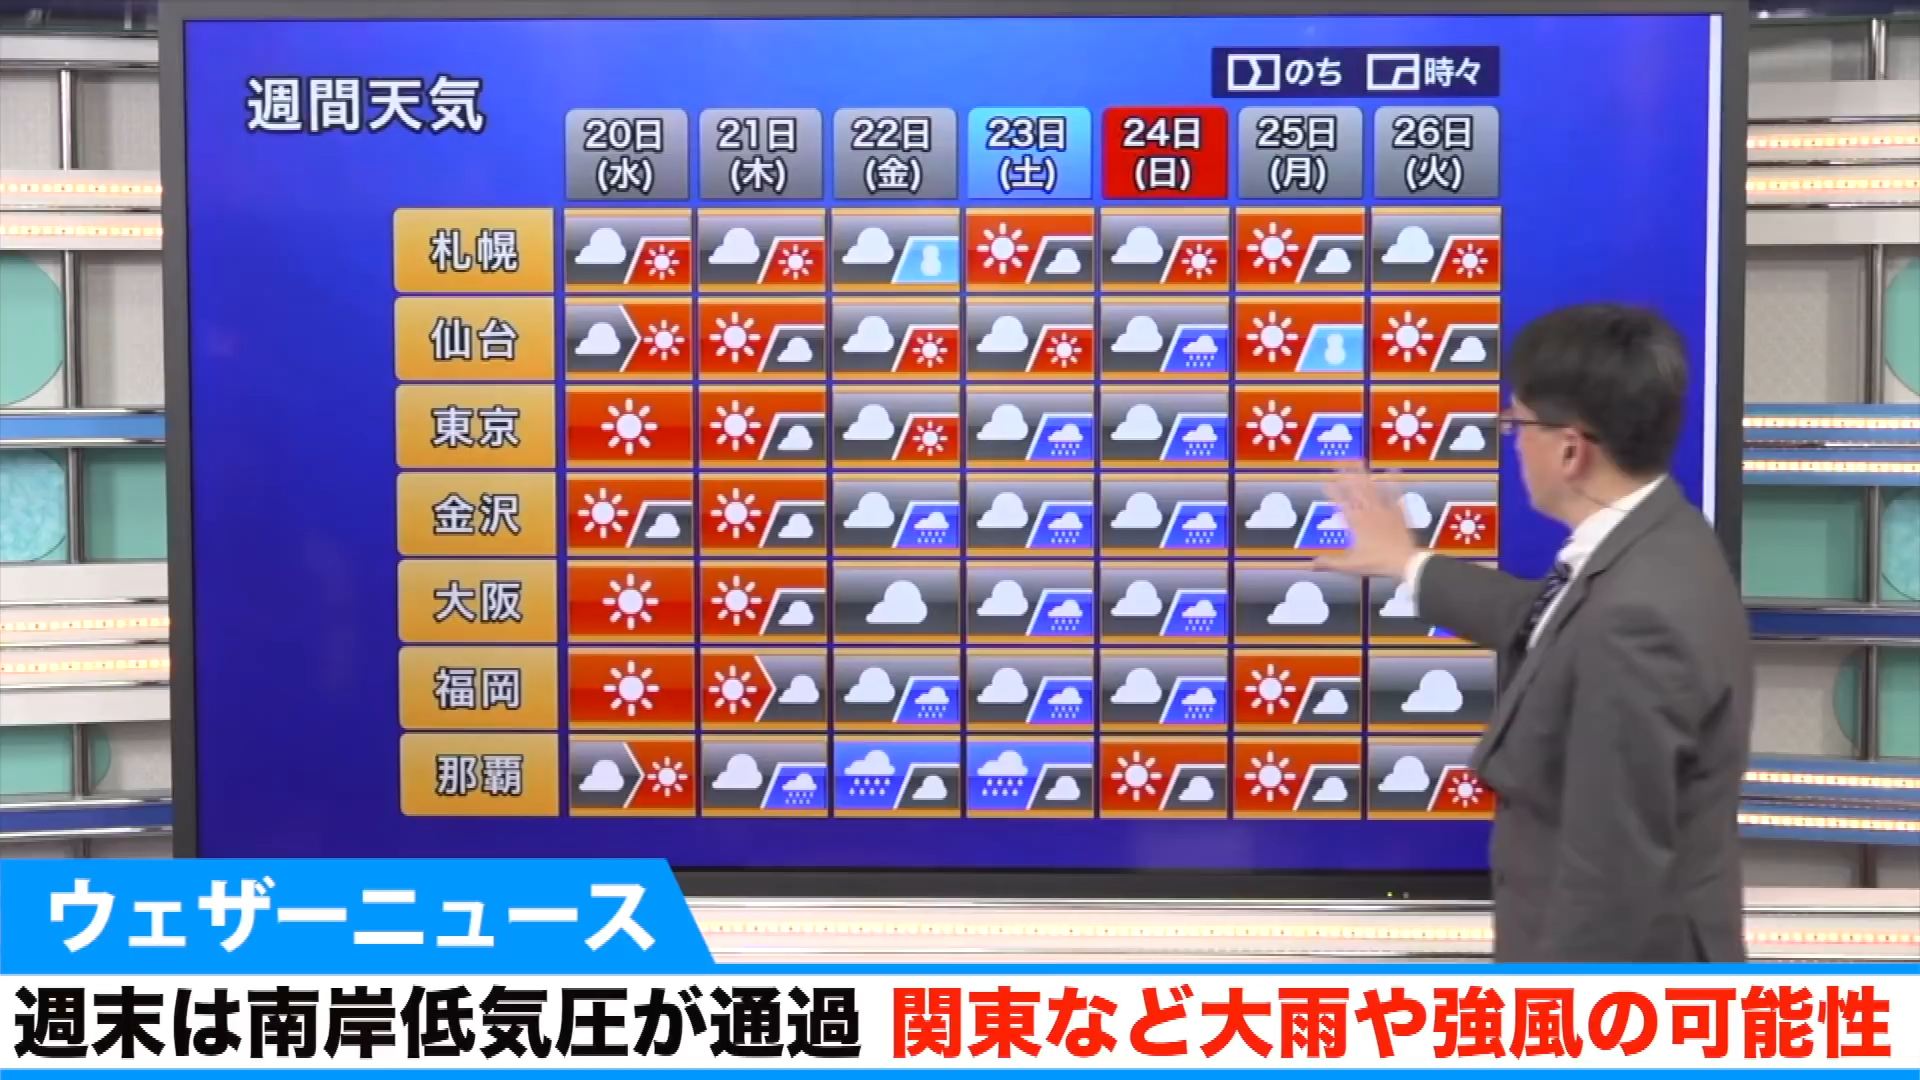 週間天気
のち 時々
20日 21日 22日 23日 24日 25日 26日
(水) (木) (金) (土) (日) (月) (火)
札幌
仙台
東京
金沢
大阪
福岡
那覇
ウェザーニュース
週末は南岸低気圧が通過 関東など大雨や強風の可能性